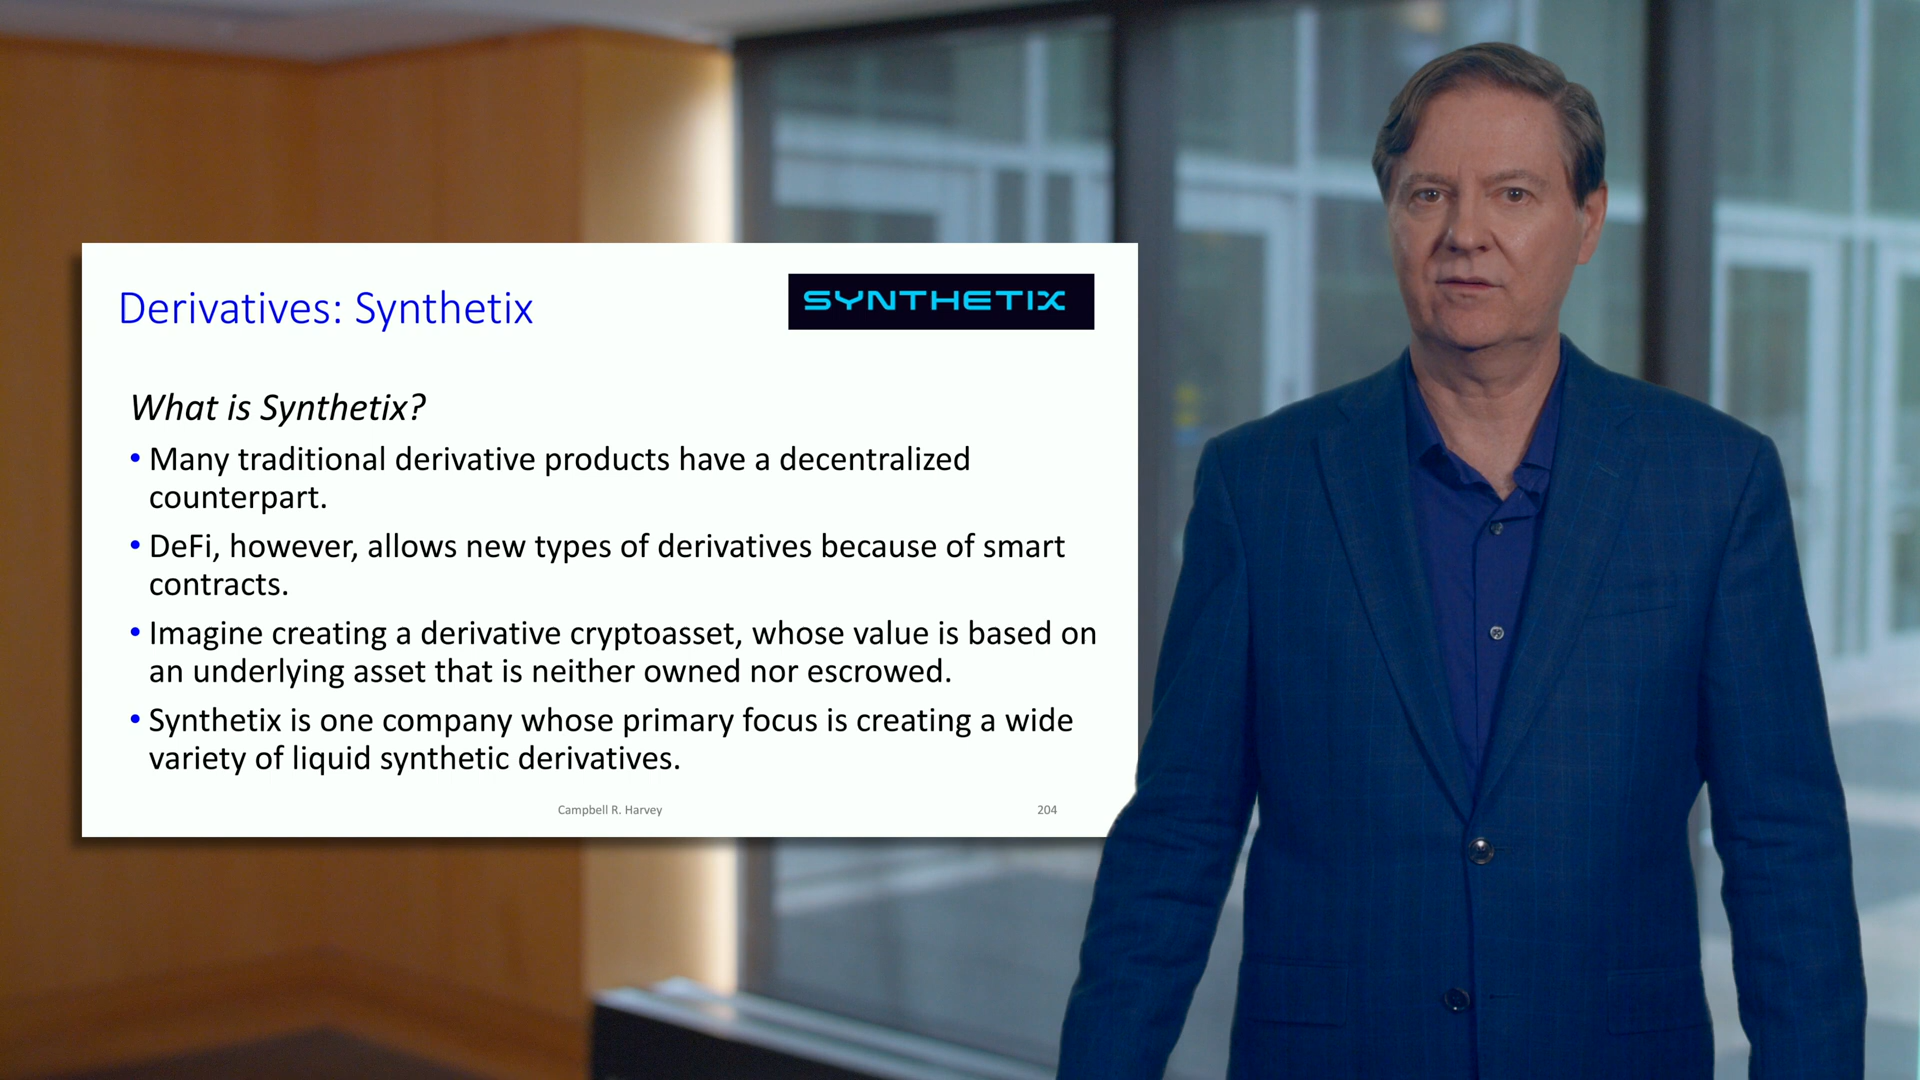 Derivatives: Synthetix
SYNTHETIX
What is Synthetix?
• Many traditional derivative products have a decentralized
counterpart.
• DeFi, however, allows new types of derivatives because of smart
contracts.
• Imagine creating a derivative cryptoasset, whose value is based on
an underlying asset that is neither owned nor escrowed.
• Synthetix is one company whose primary focus is creating a wide
variety of liquid synthetic derivatives.
Campbell R. Harvey
204